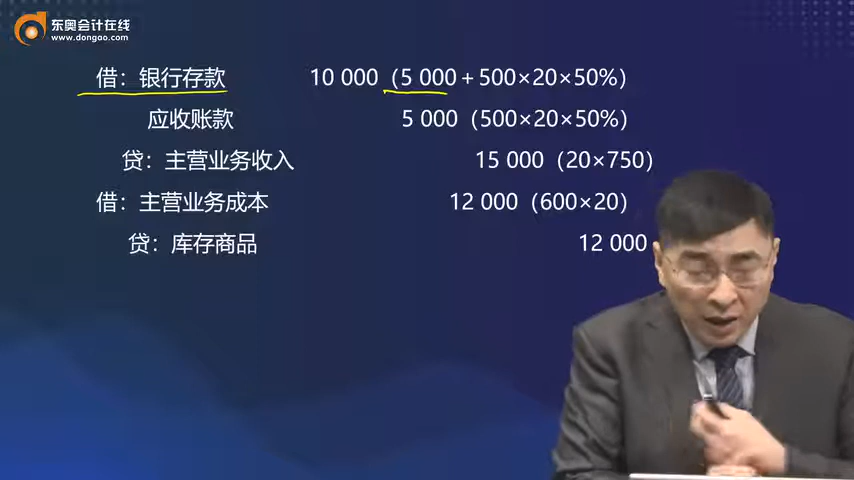 东奥会计在线
www.dongao.com
借：银行存款 10 000（5 000＋500×20×50%）
应收账款 5 000（500×20×50%）
贷：主营业务收入 15 000（20×750）
借：主营业务成本 12 000（600×20）
贷：库存商品 12 000